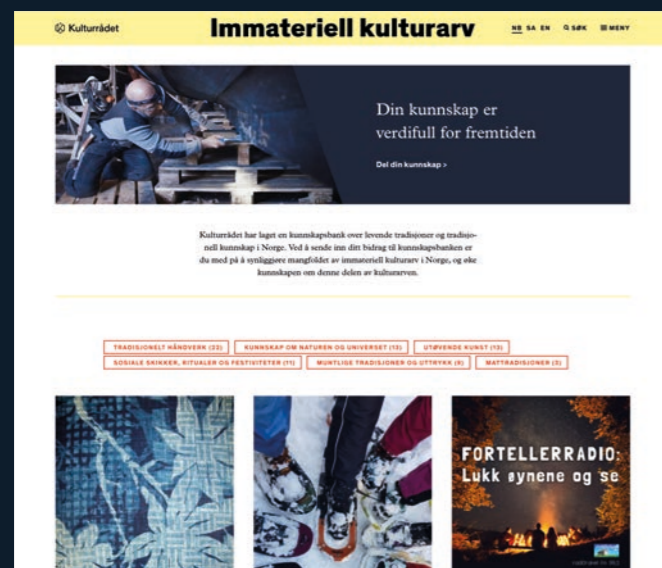 Kulturrådet
Immateriell kulturarv
NB SA EN SØK MENY
Din kunnskap er
verdifull for fremtiden
Del din kunnskap >
Kulturrådet har laget en kunnskapsbank over levende tradisjoner og tradisjo-
nell kunnskap i Norge. Ved å sende inn ditt bidrag til kunnskapsbanken er
du med på å synliggjøre mangfoldet av immateriell kulturarv i Norge, og øke
kunnskapen om denne delen av kulturarven.
TRADISJONELT HÅNDVERK (22) KUNNSKAP OM NATUREN OG UNIVERSET (13) UTØVENDE KUNST (13)
SOSIALE SKIKKER, RITUALER OG FESTIVITETER (11) MUNTLIGE TRADISJONER OG UTTRYKK (6) MATTRADISJONER (3)
FORTELLERRADIO:
Lukk øynene og se